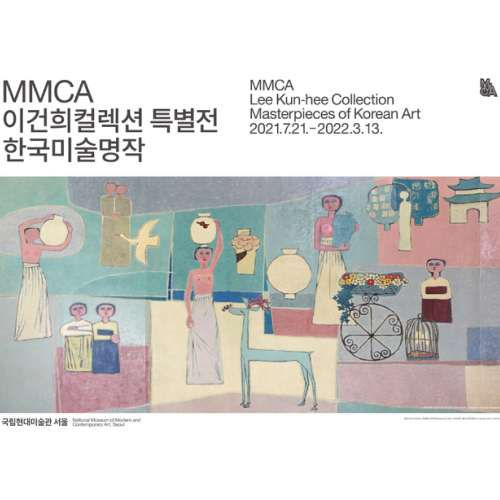 MMCA
이건희컬렉션 특별전
한국미술명작
MMCA
Lee Kun-hee Collection
Masterpieces of Korean Art
2021.7.21.–2022.3.13.
MMCA
국립현대미술관 서울
National Museum of Modern and
Contemporary Art, Seoul